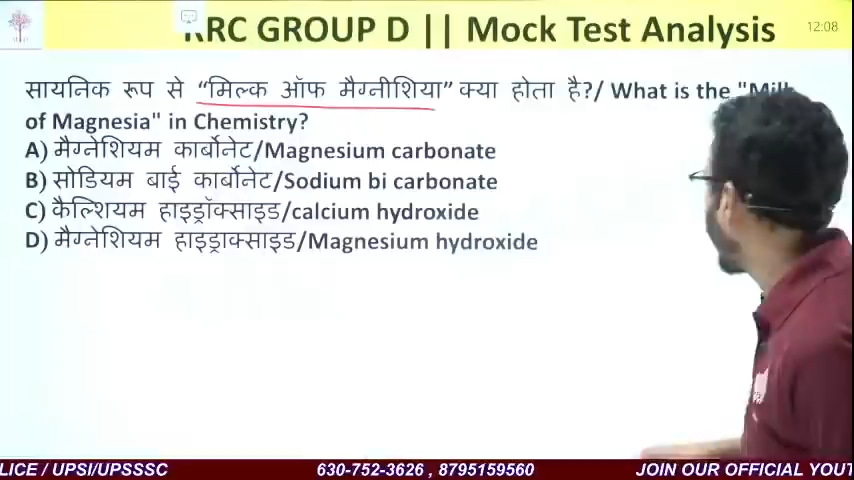 RRC GROUP D || Mock Test Analysis
12:08
सायनिक रूप से “मिल्क ऑफ मैग्नीशिया” क्या होता है?/ What is the "Milk
of Magnesia" in Chemistry?
A) मैग्नेशियम कार्बोनेट/Magnesium carbonate
B) सोडियम बाई कार्बोनेट/Sodium bi carbonate
C) कैल्शियम हाइड्रॉक्साइड/calcium hydroxide
D) मैग्नेशियम हाइड्राक्साइड/Magnesium hydroxide
LICE / UPSI/UPSSSC 630-752-3626 , 8795159560 JOIN OUR OFFICIAL YOUT